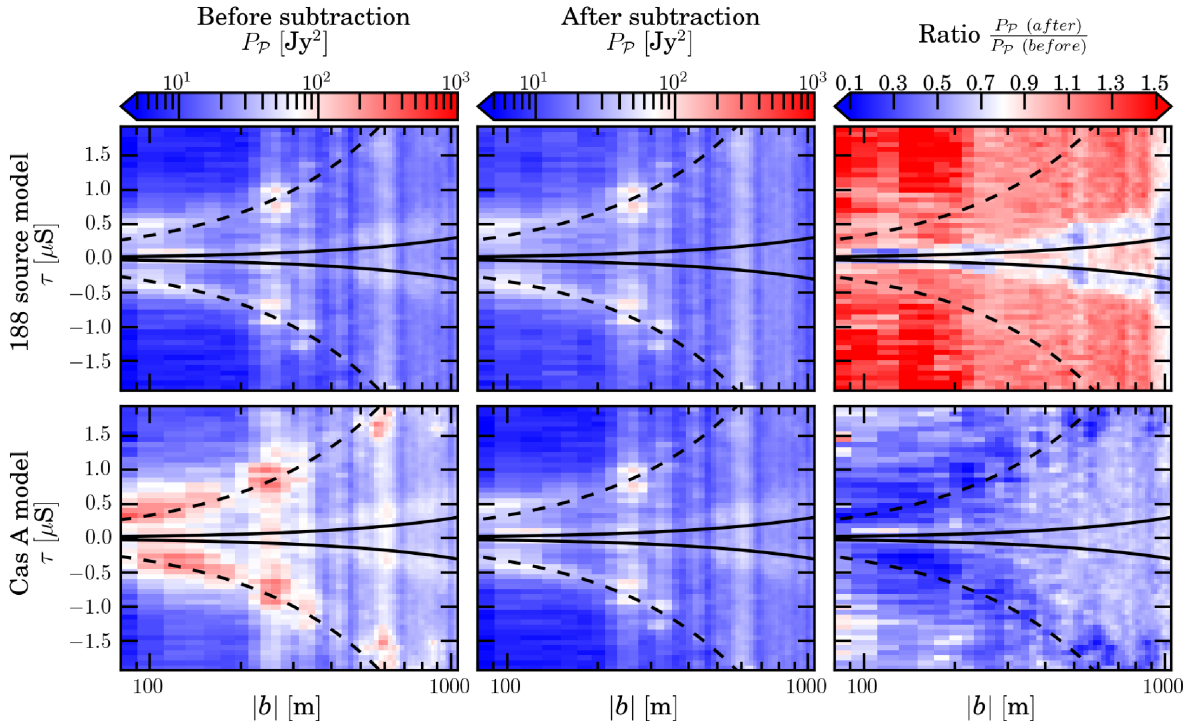 Before subtraction
P_𝒫 [Jy²]
After subtraction
P_𝒫 [Jy²]
Ratio P_𝒫 (after) / P_𝒫 (before)
10¹ 10² 10³
10¹ 10² 10³
0.1 0.3 0.5 0.7 0.9 1.1 1.3 1.5
188 source model
τ [μS]
1.5
1.0
0.5
0.0
−0.5
−1.0
−1.5
Cas A model
τ [μS]
1.5
1.0
0.5
0.0
−0.5
−1.0
−1.5
100 1000
100 1000
100 1000
|b| [m]
|b| [m]
|b| [m]